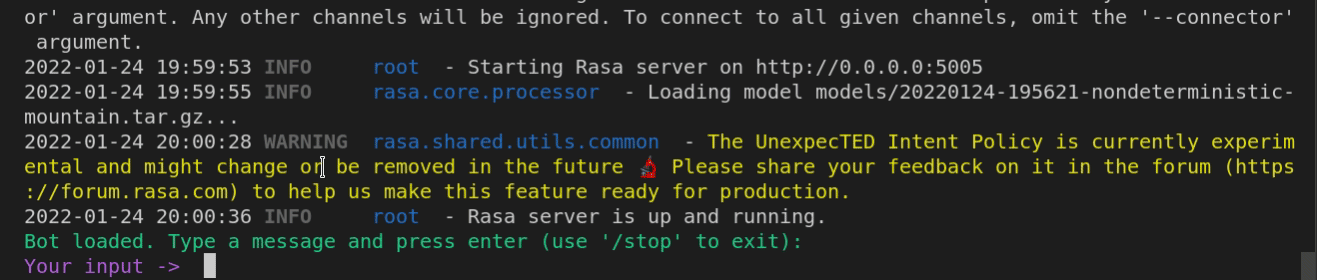 or' argument. Any other channels will be ignored. To connect to all given channels, omit the '--connector'
argument.
2022-01-24 19:59:53 INFO     root  - Starting Rasa server on http://0.0.0.0:5005
2022-01-24 19:59:55 INFO     rasa.core.processor  - Loading model models/20220124-195621-nondeterministic-
mountain.tar.gz...
2022-01-24 20:00:28 WARNING  rasa.shared.utils.common  - The UnexpecTED Intent Policy is currently experim
ental and might change or be removed in the future 🔬 Please share your feedback on it in the forum (https
://forum.rasa.com) to help us make this feature ready for production.
2022-01-24 20:00:36 INFO     root  - Rasa server is up and running.
Bot loaded. Type a message and press enter (use '/stop' to exit):
Your input ->